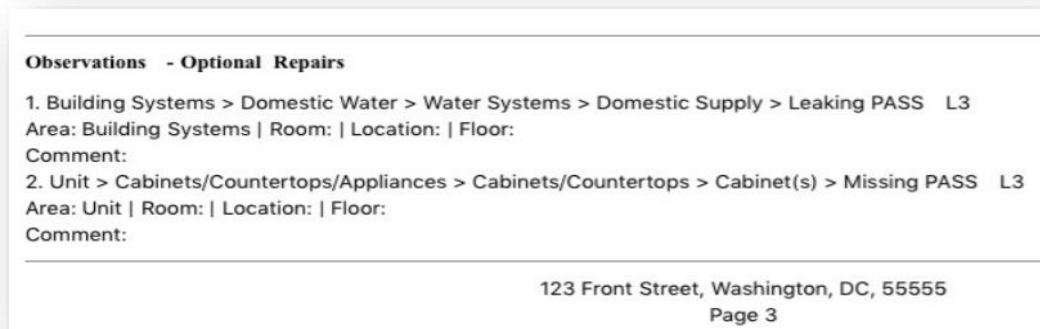 Observations - Optional Repairs
1. Building Systems > Domestic Water > Water Systems > Domestic Supply > Leaking PASS L3
Area: Building Systems | Room: | Location: | Floor:
Comment:
2. Unit > Cabinets/Countertops/Appliances > Cabinets/Countertops > Cabinet(s) > Missing PASS L3
Area: Unit | Room: | Location: | Floor:
Comment:
123 Front Street, Washington, DC, 55555
Page 3